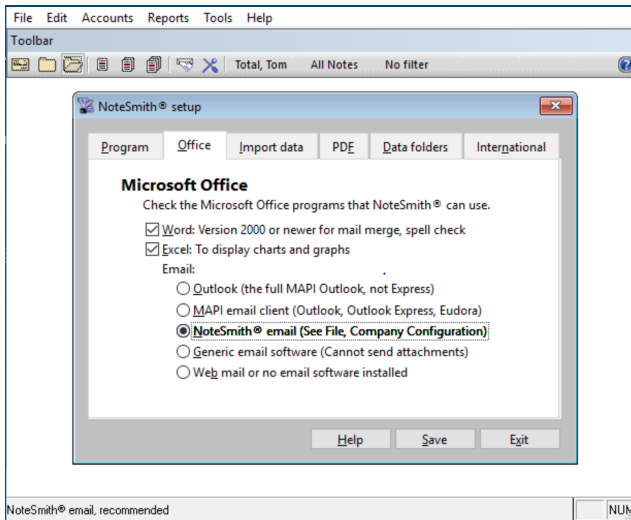 File Edit Accounts Reports Tools Help
Toolbar
Total, Tom All Notes No filter
NoteSmith® setup
Program Office Import data PDF Data folders International
Microsoft Office
Check the Microsoft Office programs that NoteSmith® can use.
Word: Version 2000 or newer for mail merge, spell check
Excel: To display charts and graphs
Email:
Outlook (the full MAPI Outlook, not Express)
MAPI email client (Outlook, Outlook Express, Eudora)
NoteSmith® email (See File, Company Configuration)
Generic email software (Cannot send attachments)
Web mail or no email software installed
Help Save Exit
NoteSmith® email, recommended NUM